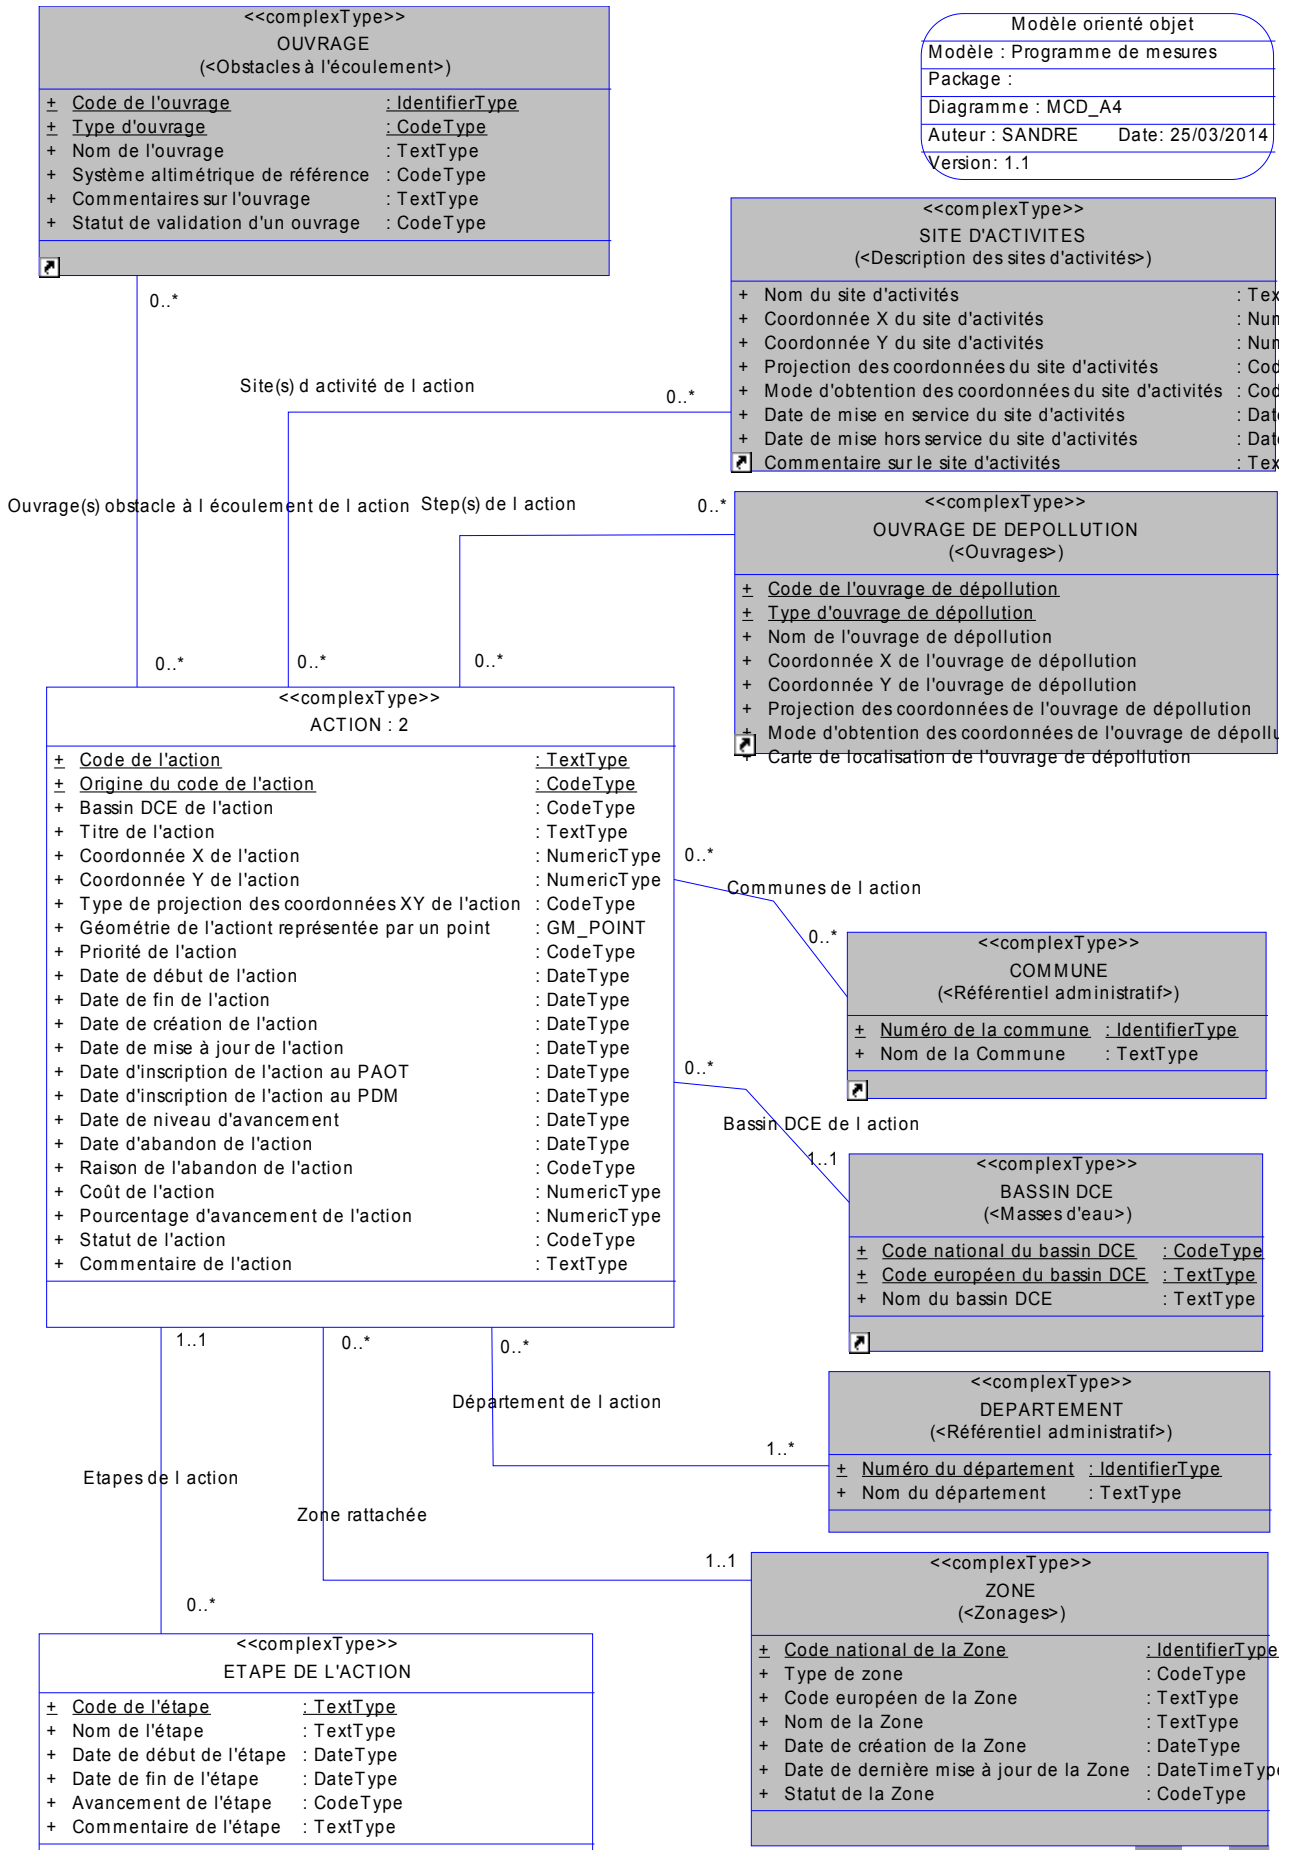 <<complexType>>
OUVRAGE
(<Obstacles à l'écoulement>)
+ Code de l'ouvrage : IdentifierType
+ Type d'ouvrage : CodeType
+ Nom de l'ouvrage : TextType
+ Système altimétrique de référence : CodeType
+ Commentaires sur l'ouvrage : TextType
+ Statut de validation d'un ouvrage : CodeType
Modèle orienté objet
Modèle : Programme de mesures
Package :
Diagramme : MCD_A4
Auteur : SANDRE Date: 25/03/2014
Version: 1.1
<<complexType>>
SITE D'ACTIVITES
(<Description des sites d'activités>)
+ Nom du site d'activités : Tex
+ Coordonnée X du site d'activités : Num
+ Coordonnée Y du site d'activités : Num
+ Projection des coordonnées du site d'activités : Cod
+ Mode d'obtention des coordonnées du site d'activités : Cod
+ Date de mise en service du site d'activités : Date
+ Date de mise hors service du site d'activités : Date
Commentaire sur le site d'activités : Tex
0..*
Site(s) d activité de l action
0..*
Ouvrage(s) obstacle à l écoulement de l action
Step(s) de l action
0..*
<<complexType>>
OUVRAGE DE DEPOLLUTION
(<Ouvrages>)
+ Code de l'ouvrage de dépollution
+ Type d'ouvrage de dépollution
+ Nom de l'ouvrage de dépollution
+ Coordonnée X de l'ouvrage de dépollution
+ Coordonnée Y de l'ouvrage de dépollution
+ Projection des coordonnées de l'ouvrage de dépollution
+ Mode d'obtention des coordonnées de l'ouvrage de dépollu
+ Carte de localisation de l'ouvrage de dépollution
0..*
0..*
0..*
<<complexType>>
ACTION : 2
+ Code de l'action : TextType
+ Origine du code de l'action : CodeType
+ Bassin DCE de l'action : CodeType
+ Titre de l'action : TextType
+ Coordonnée X de l'action : NumericType
+ Coordonnée Y de l'action : NumericType
+ Type de projection des coordonnées XY de l'action : CodeType
+ Géométrie de l'actiont représentée par un point : GM_POINT
+ Priorité de l'action : CodeType
+ Date de début de l'action : DateType
+ Date de fin de l'action : DateType
+ Date de création de l'action : DateType
+ Date de mise à jour de l'action : DateType
+ Date d'inscription de l'action au PAOT : DateType
+ Date d'inscription de l'action au PDM : DateType
+ Date de niveau d'avancement : DateType
+ Date d'abandon de l'action : DateType
+ Raison de l'abandon de l'action : CodeType
+ Coût de l'action : NumericType
+ Pourcentage d'avancement de l'action : NumericType
+ Statut de l'action : CodeType
+ Commentaire de l'action : TextType
0..*
Communes de l action
0..*
<<complexType>>
COMMUNE
(<Référentiel administratif>)
+ Numéro de la commune : IdentifierType
+ Nom de la Commune : TextType
0..*
Bassin DCE de l action
1..1
<<complexType>>
BASSIN DCE
(<Masses d'eau>)
+ Code national du bassin DCE : CodeType
+ Code européen du bassin DCE : TextType
+ Nom du bassin DCE : TextType
1..1
0..*
0..*
Département de l action
1..*
<<complexType>>
DEPARTEMENT
(<Référentiel administratif>)
+ Numéro du département : IdentifierType
+ Nom du département : TextType
Etapes de l action
Zone rattachée
1..1
<<complexType>>
ZONE
(<Zonages>)
+ Code national de la Zone : IdentifierType
+ Type de zone : CodeType
+ Code européen de la Zone : TextType
+ Nom de la Zone : TextType
+ Date de création de la Zone : DateType
+ Date de dernière mise à jour de la Zone : DateTimeType
+ Statut de la Zone : CodeType
0..*
<<complexType>>
ETAPE DE L'ACTION
+ Code de l'étape : TextType
+ Nom de l'étape : TextType
+ Date de début de l'étape : DateType
+ Date de fin de l'étape : DateType
+ Avancement de l'étape : CodeType
+ Commentaire de l'étape : TextType